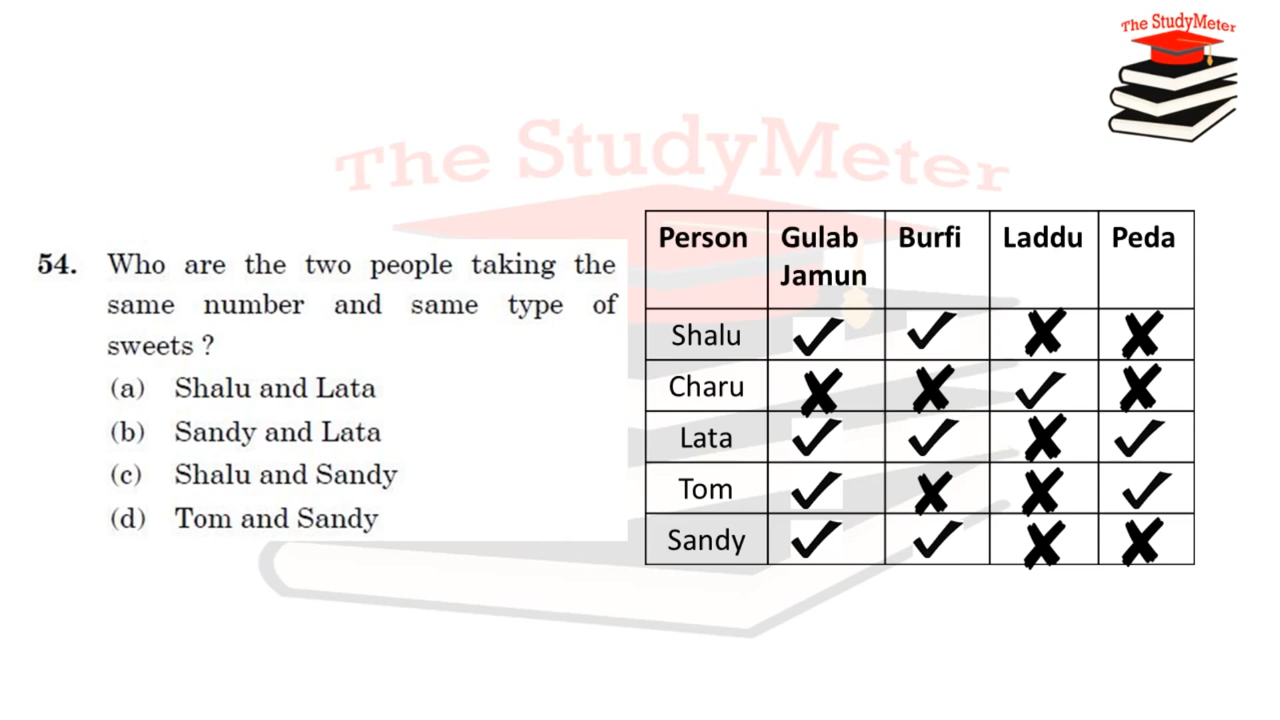 The StudyMeter
The StudyMeter
54. Who are the two people taking the
same number and same type of
sweets ?
(a) Shalu and Lata
(b) Sandy and Lata
(c) Shalu and Sandy
(d) Tom and Sandy
Person Gulab Jamun Burfi Laddu Peda
Shalu ✓ ✓ ✗ ✗
Charu ✗ ✗ ✓ ✗
Lata ✓ ✓ ✗ ✓
Tom ✓ ✗ ✗ ✓
Sandy ✓ ✓ ✗ ✗